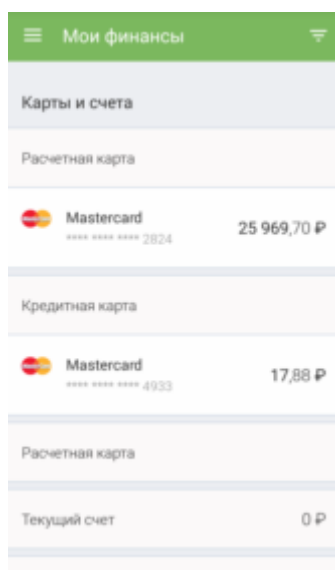 Мои финансы
Карты и счета
Расчетная карта
Mastercard
25 969,70 ₽
**** **** **** 2824
Кредитная карта
Mastercard
17,88 ₽
**** **** **** 4933
Расчетная карта
Текущий счет
0 ₽